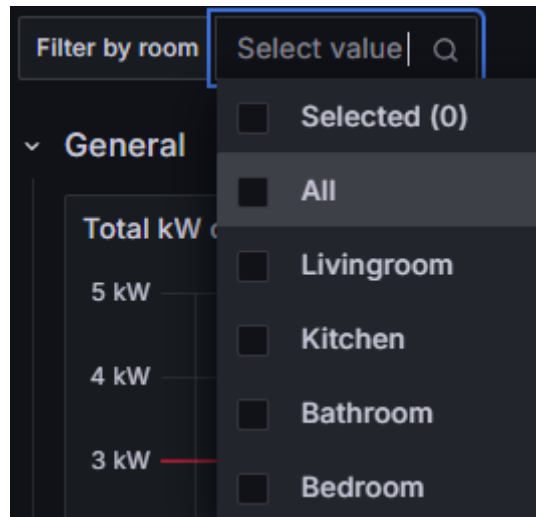 Filter by room
Select value
Selected (0)
General
All
Total kW
Livingroom
5 kW
Kitchen
4 kW
Bathroom
3 kW
Bedroom